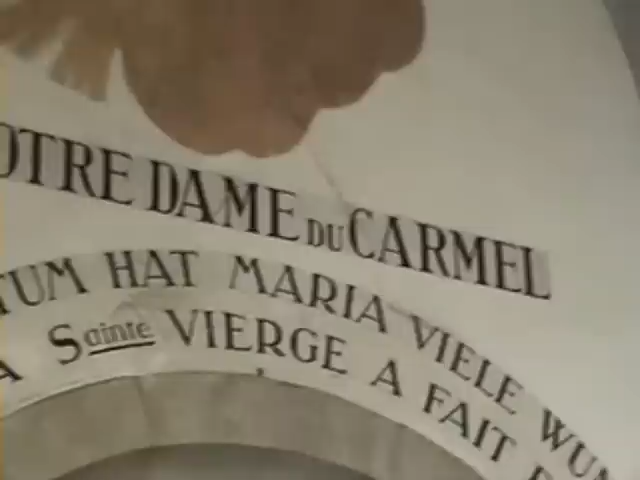 OTRE DAME DU CARMEL
TUM HAT MARIA VIELE WUN
A Sainte VIERGE A FAIT